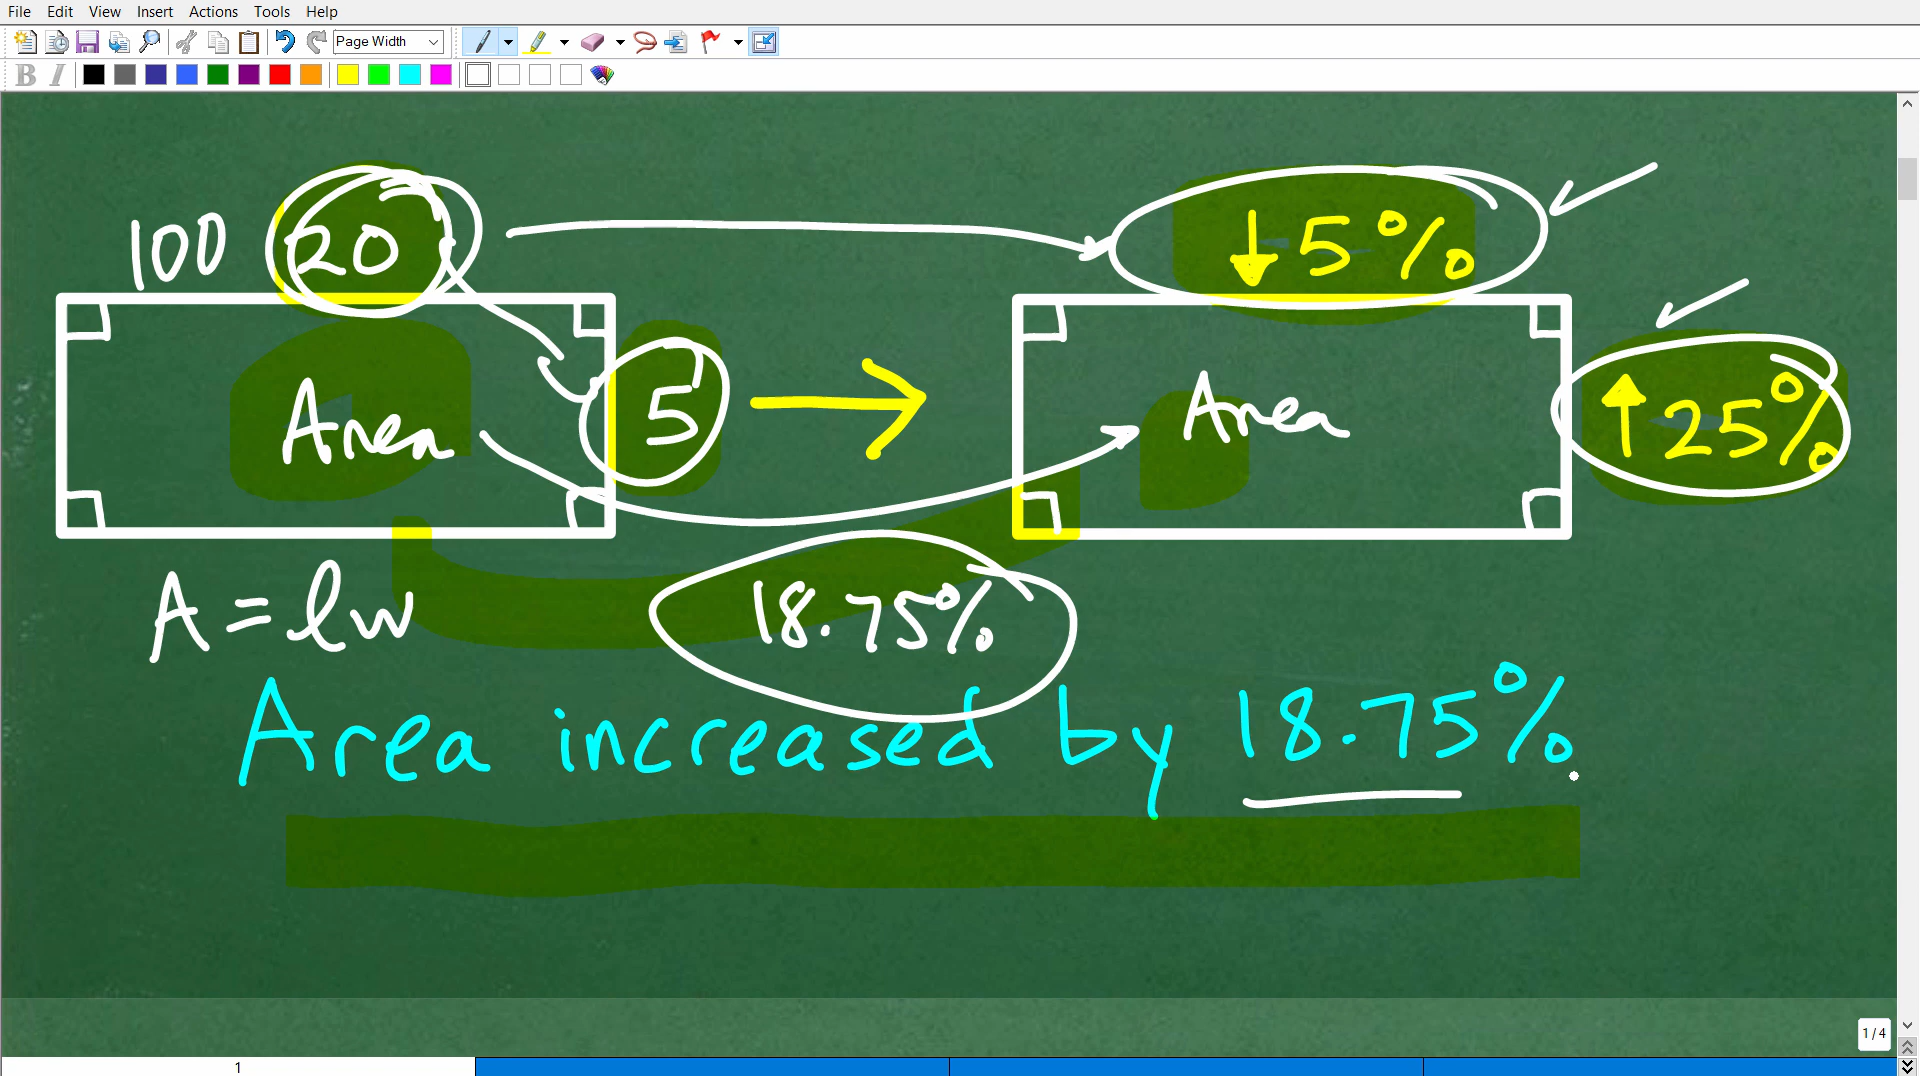 File Edit View Insert Actions Tools Help
Page Width
B I
100 20 ↓ 5%
Area 5 → Area ↑ 25%
A = lw 18.75%
Area increased by 18.75%
1 / 4
1